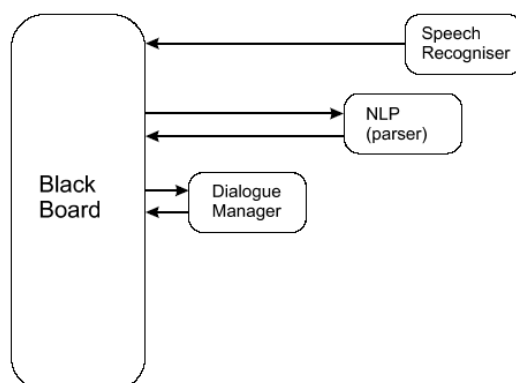 Speech
Recogniser
NLP
(parser)
Black
Board
Dialogue
Manager